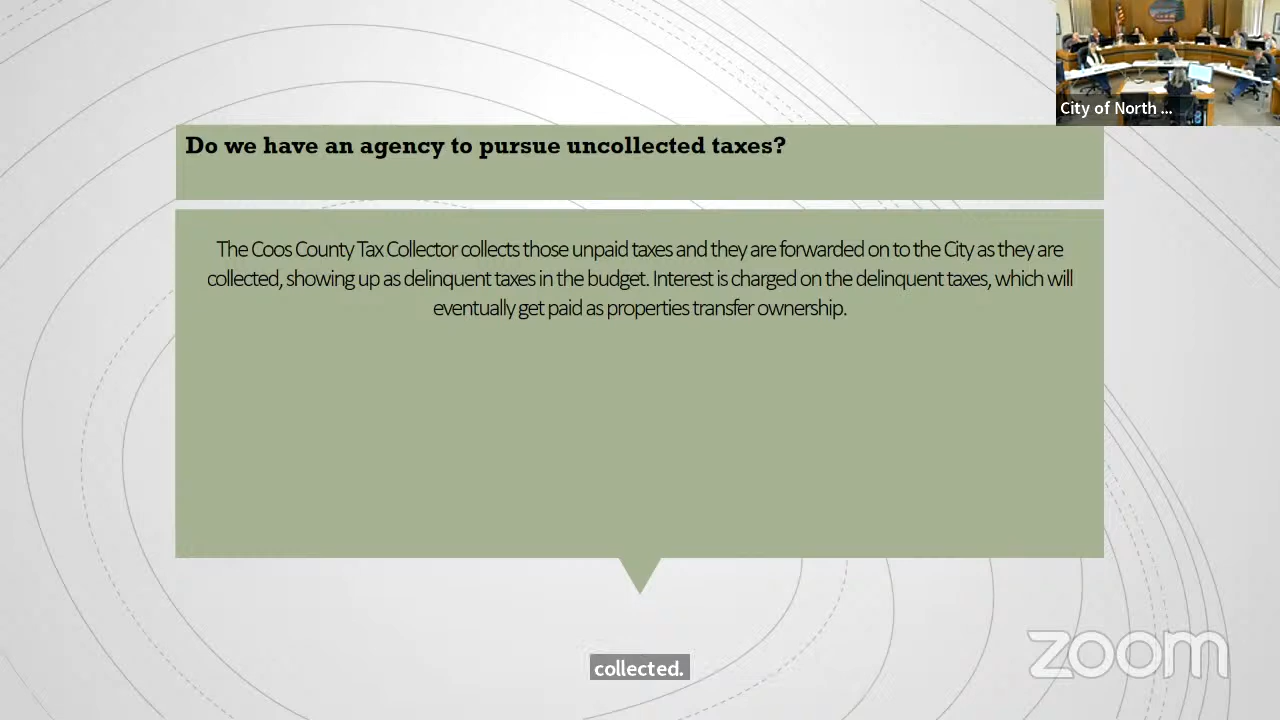 City of North ...
Do we have an agency to pursue uncollected taxes?
The Coos County Tax Collector collects those unpaid taxes and they are forwarded on to the City as they are
collected, showing up as delinquent taxes in the budget. Interest is charged on the delinquent taxes, which will
eventually get paid as properties transfer ownership.
zoom
collected.